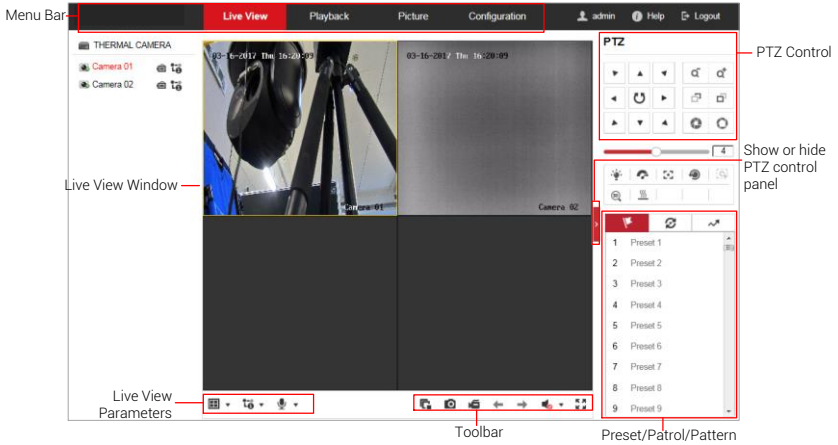 Menu Bar
Live View
Playback
Picture
Configuration
admin
Help
Logout
THERMAL CAMERA
Camera 01
Camera 02
03-16-2017 Thu 16:20:09
Camera 01
03-16-2017 Thu 16:20:09
Camera 02
PTZ
PTZ Control
4
Show or hide
PTZ control
panel
Live View Window
1 Preset 1
2 Preset 2
3 Preset 3
4 Preset 4
5 Preset 5
6 Preset 6
7 Preset 7
8 Preset 8
9 Preset 9
Live View
Parameters
Toolbar
Preset/Patrol/Pattern